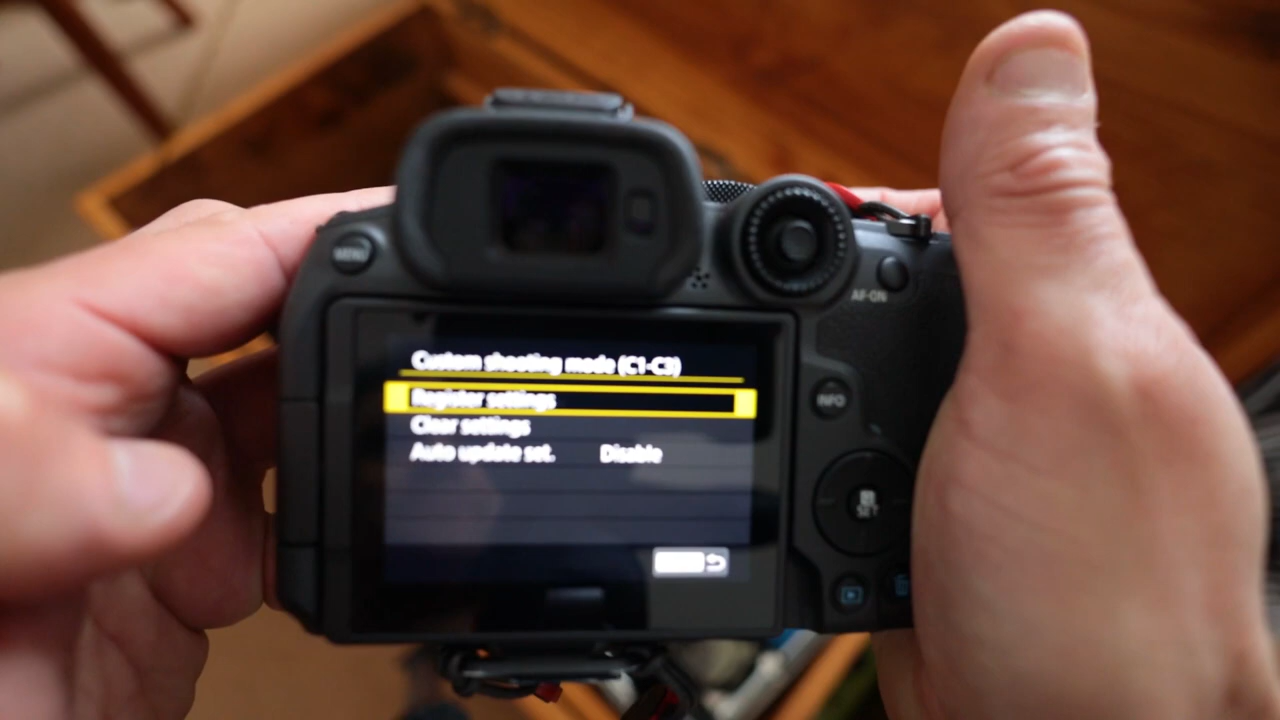 MENU
AF-ON
Custom shooting mode (C1-C3)
Register settings
Clear settings
Auto update set. Disable
INFO
SET